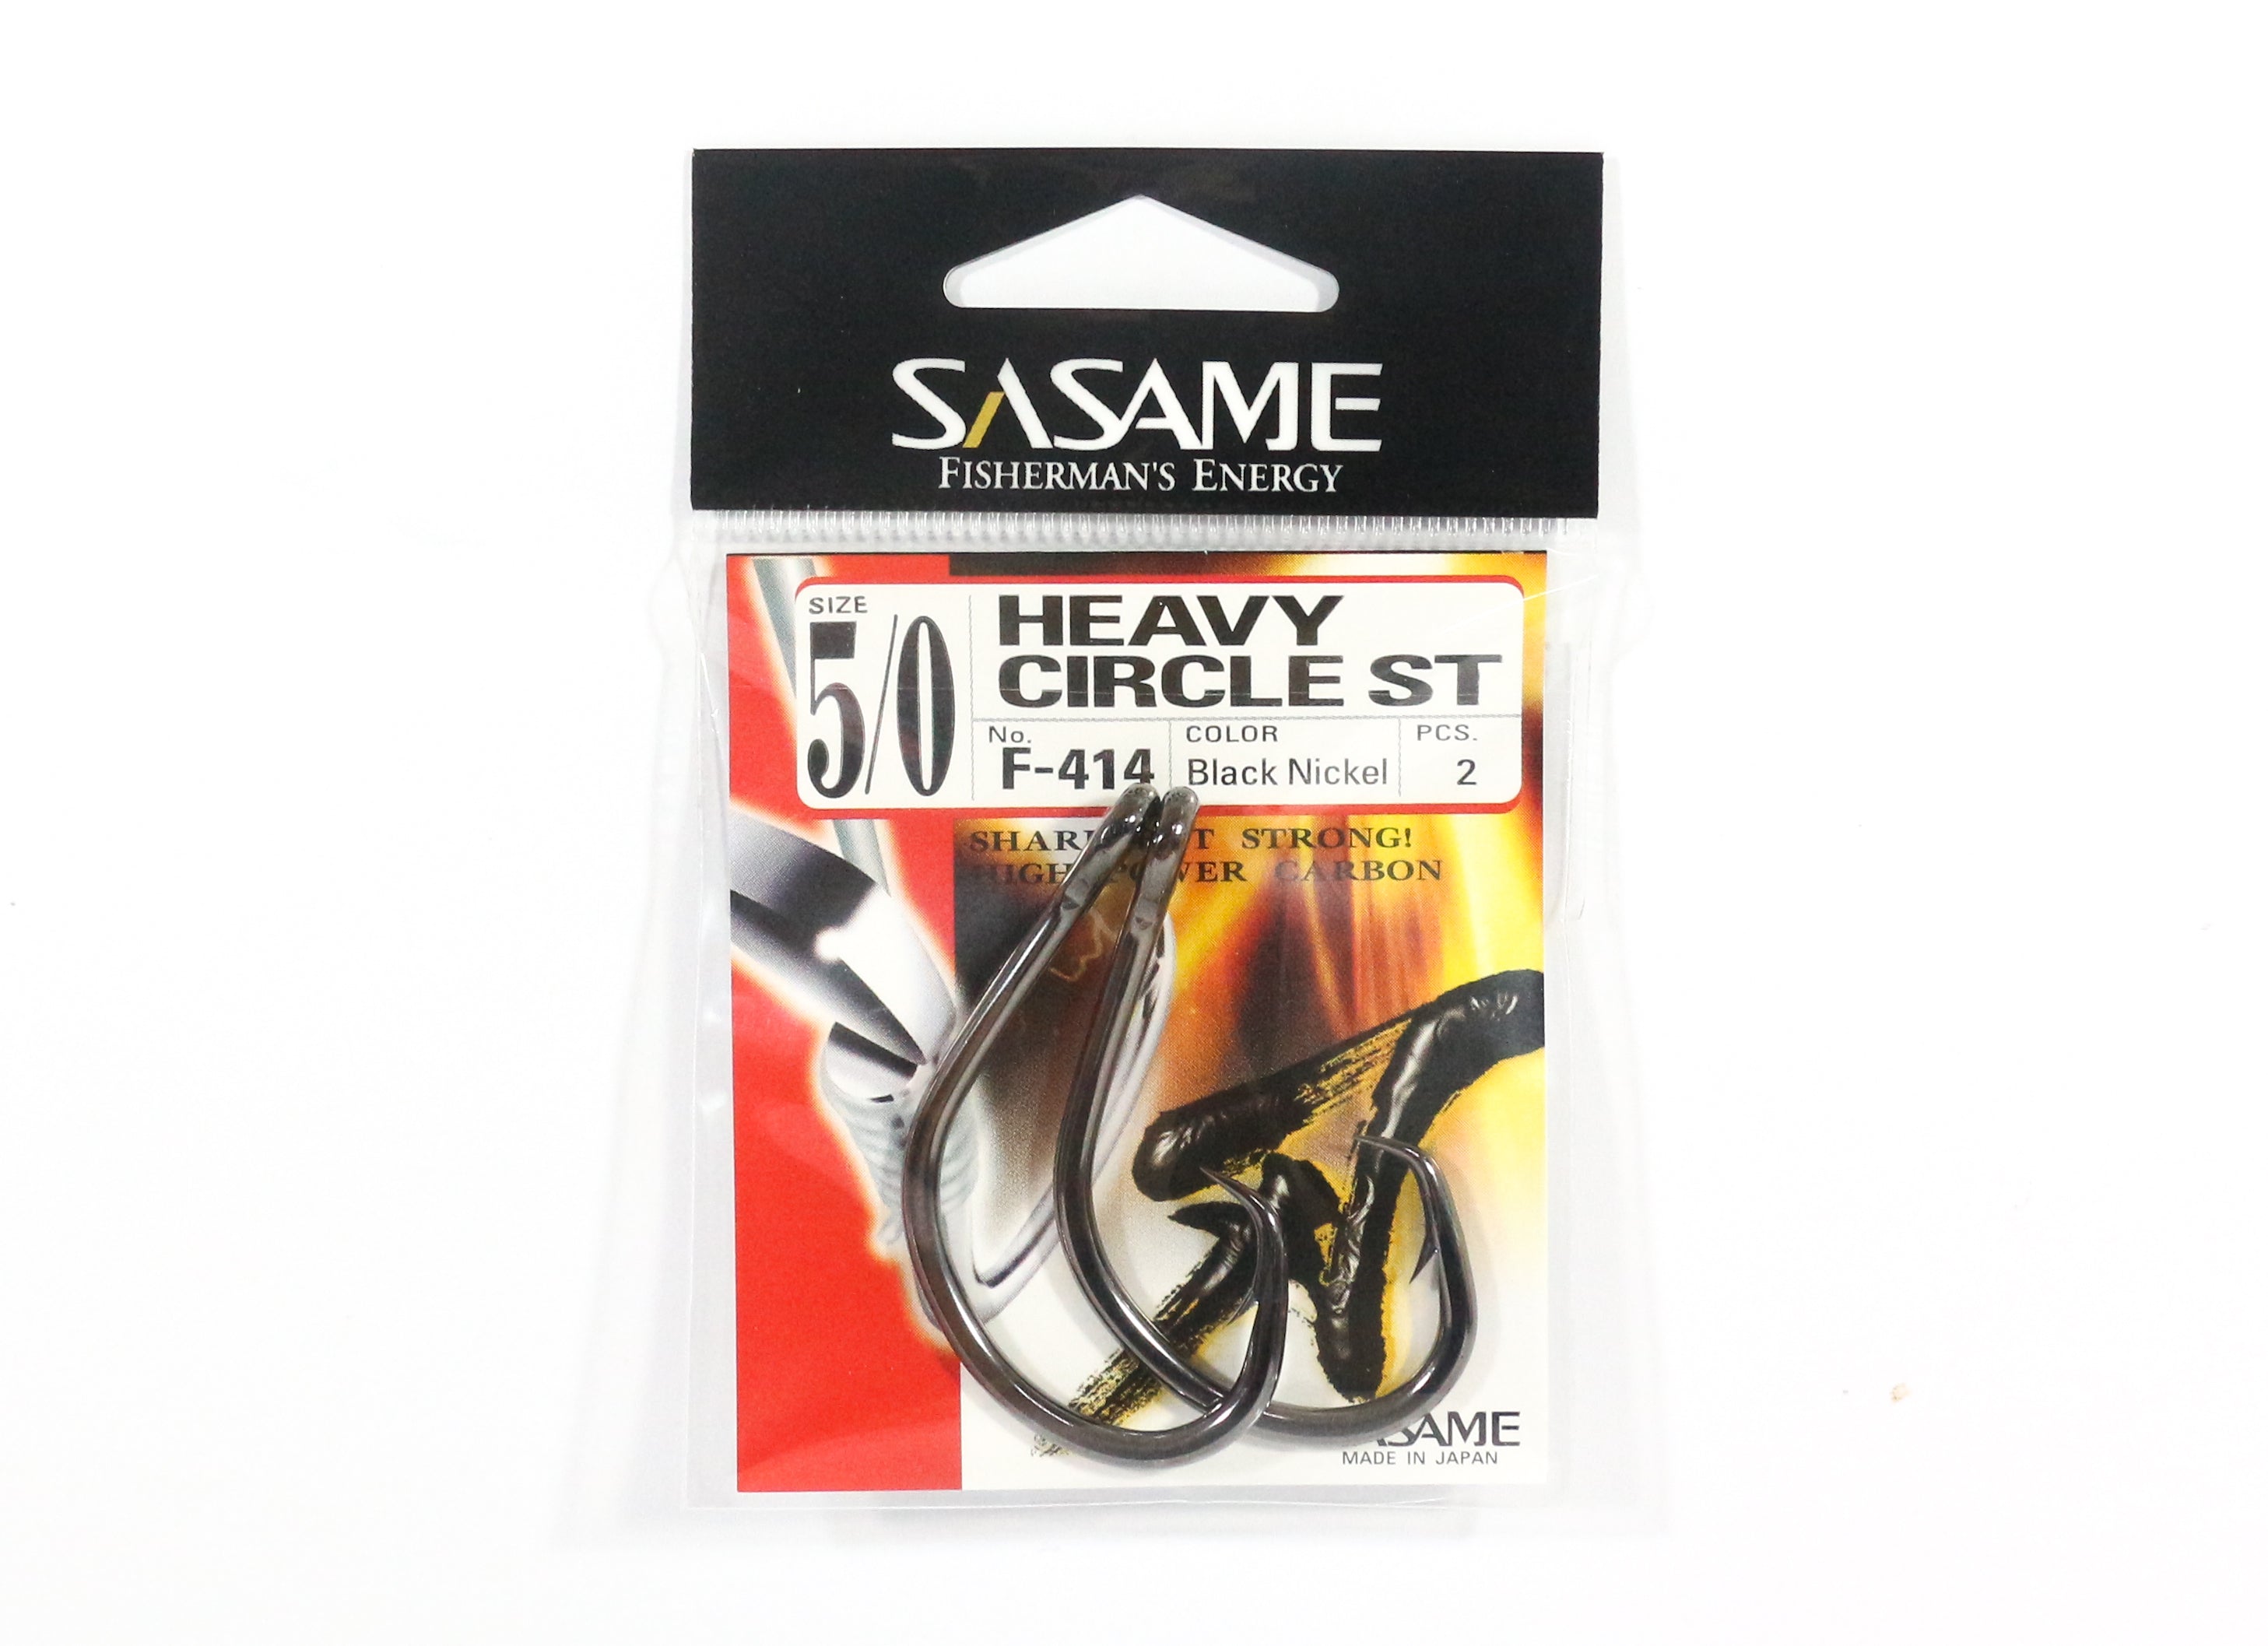 SASAME
FISHERMAN'S ENERGY
SIZE
5/0
HEAVY
CIRCLE ST
No.
F-414
COLOR
Black Nickel
PCS.
2
STRONG!
CARBON
MADE IN JAPAN